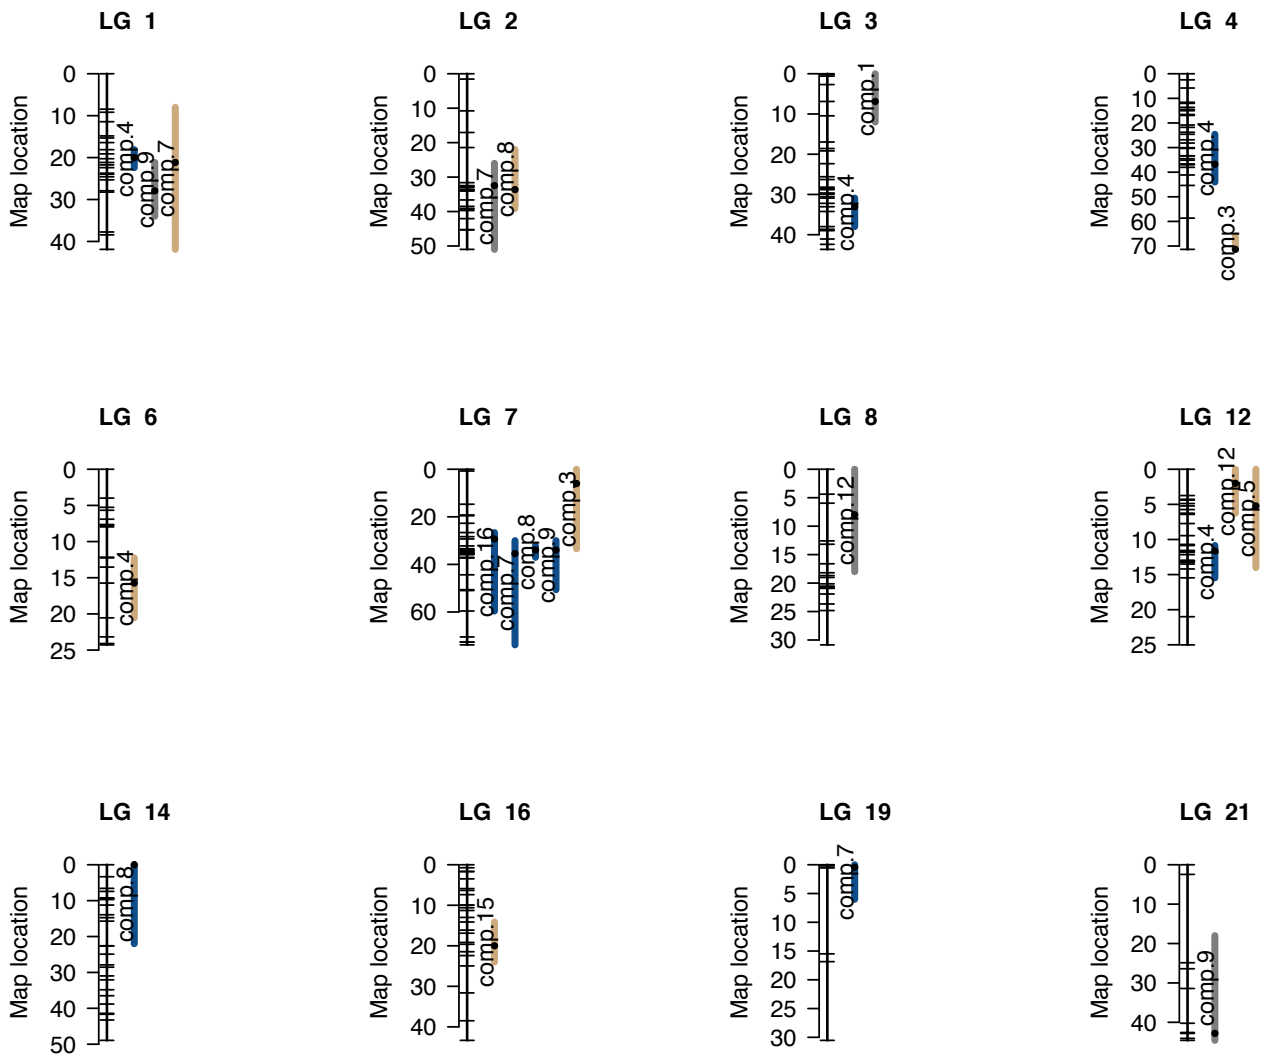 LG 1
LG 2
LG 3
LG 4
Map location
0
10
20
30
40
comp.4
comp.9
comp.7
Map location
0
10
20
30
40
50
comp.7
comp.8
Map location
0
10
20
30
40
comp.4
comp.1
Map location
0
10
20
30
40
50
60
70
comp.4
comp.3
LG 6
LG 7
LG 8
LG 12
Map location
0
5
10
15
20
25
comp.4
Map location
0
20
40
60
comp.16
comp.7
comp.8
comp.9
comp.3
Map location
0
5
10
15
20
25
30
comp.12
Map location
0
5
10
15
20
25
comp.4
comp.12
comp.5
LG 14
LG 16
LG 19
LG 21
Map location
0
10
20
30
40
50
comp.8
Map location
0
10
20
30
40
comp.15
Map location
0
5
10
15
20
25
30
comp.7
Map location
0
10
20
30
40
comp.9